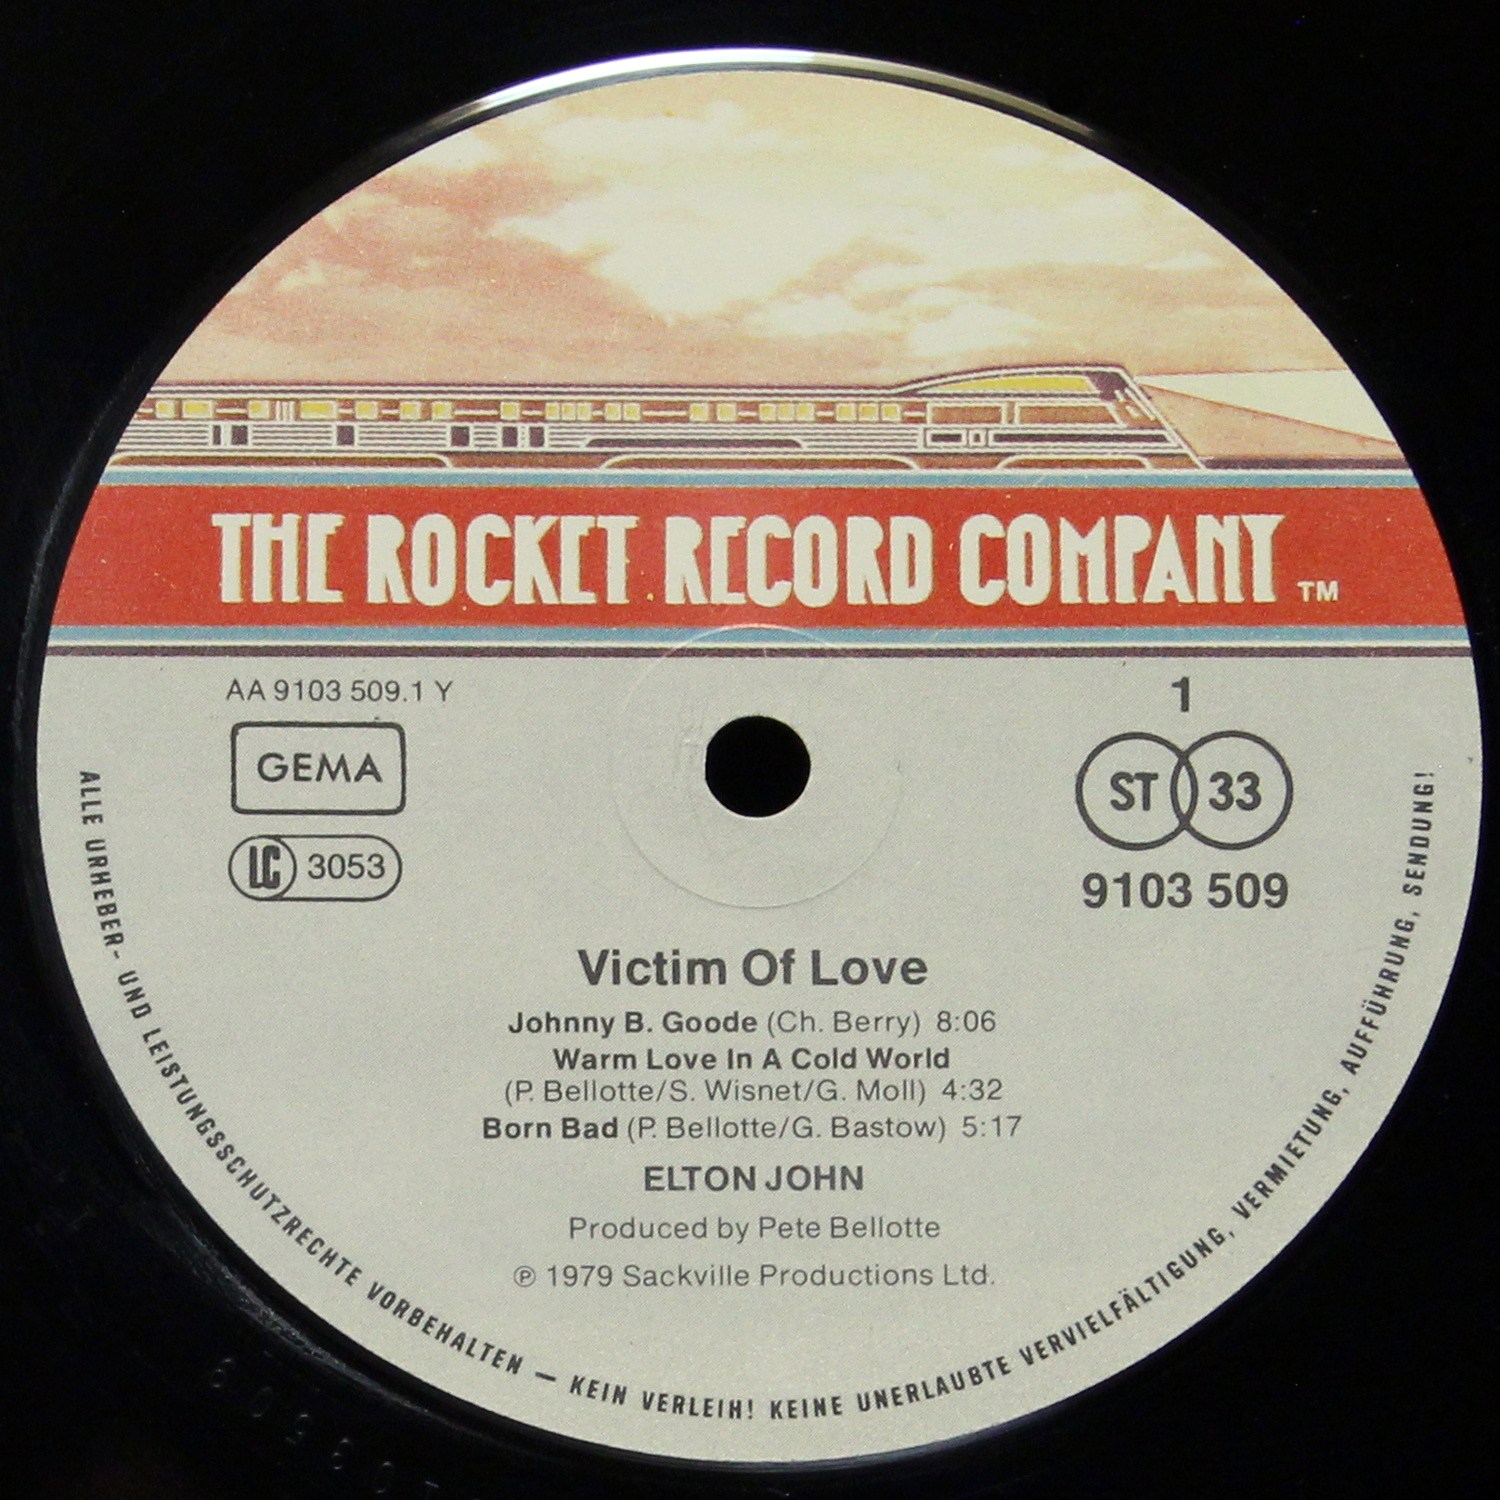 THE ROCKET RECORD COMPANY TM
AA 9103 509.1 Y
GEMA
LC 3053
1
ST 33
9103 509
Victim Of Love
Johnny B. Goode (Ch. Berry) 8:06
Warm Love In A Cold World
(P. Bellotte/S. Wisnet/G. Moll) 4:32
Born Bad (P. Bellotte/G. Bastow) 5:17
ELTON JOHN
Produced by Pete Bellotte
℗ 1979 Sackville Productions Ltd.
ALLE URHEBER- UND LEISTUNGSSCHUTZRECHTE VORBEHALTEN — KEIN VERLEIH! KEINE UNERLAUBTE VERVIELFÄLTIGUNG, VERMIETUNG, AUFFÜHRUNG, SENDUNG!